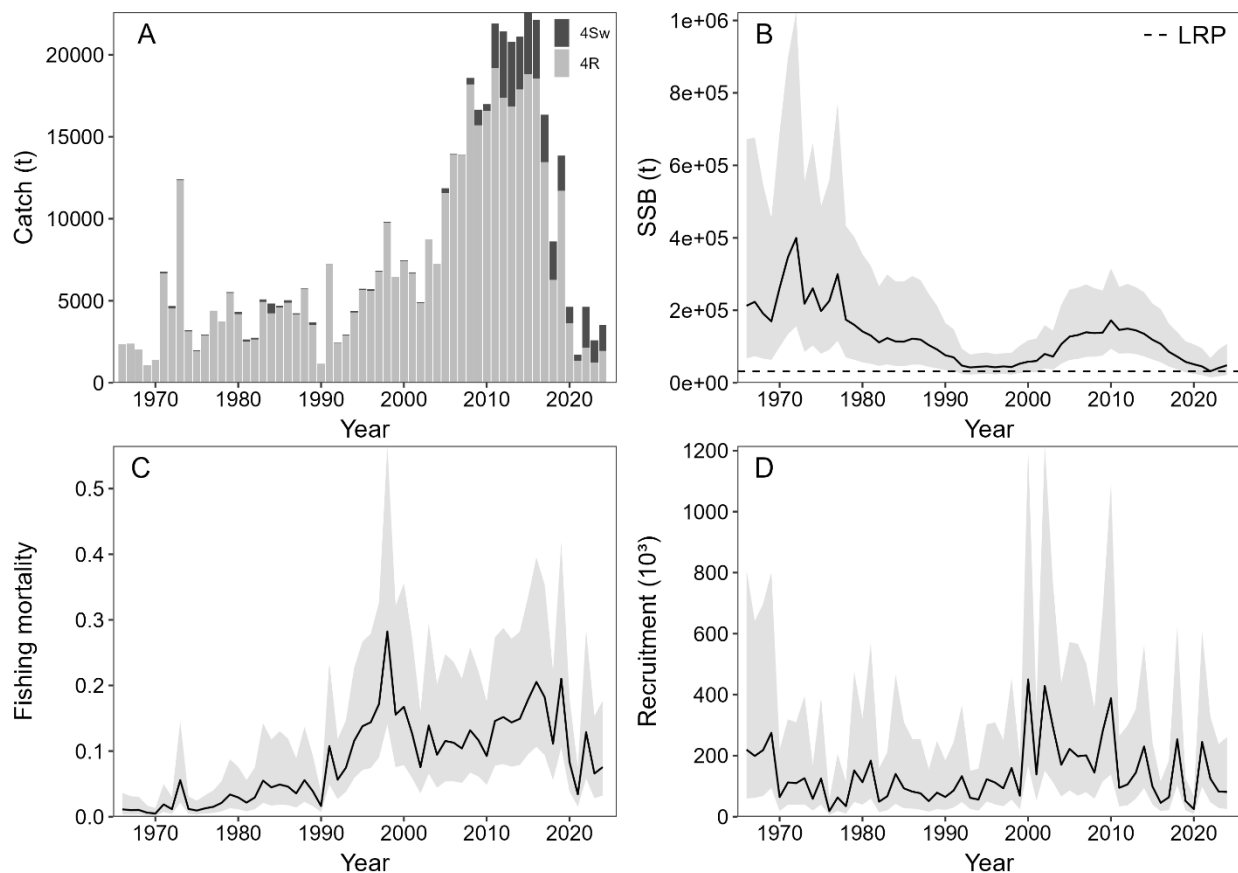 A
4Sw
4R
Catch (t)
20000
15000
10000
5000
0
1970 1980 1990 2000 2010 2020
Year
B
LRP
SSB (t)
1e+06
8e+05
6e+05
4e+05
2e+05
0e+00
1970 1980 1990 2000 2010 2020
Year
C
Fishing mortality
0.5
0.4
0.3
0.2
0.1
0.0
1970 1980 1990 2000 2010 2020
Year
D
Recruitment (10³)
1200
1000
800
600
400
200
0
1970 1980 1990 2000 2010 2020
Year